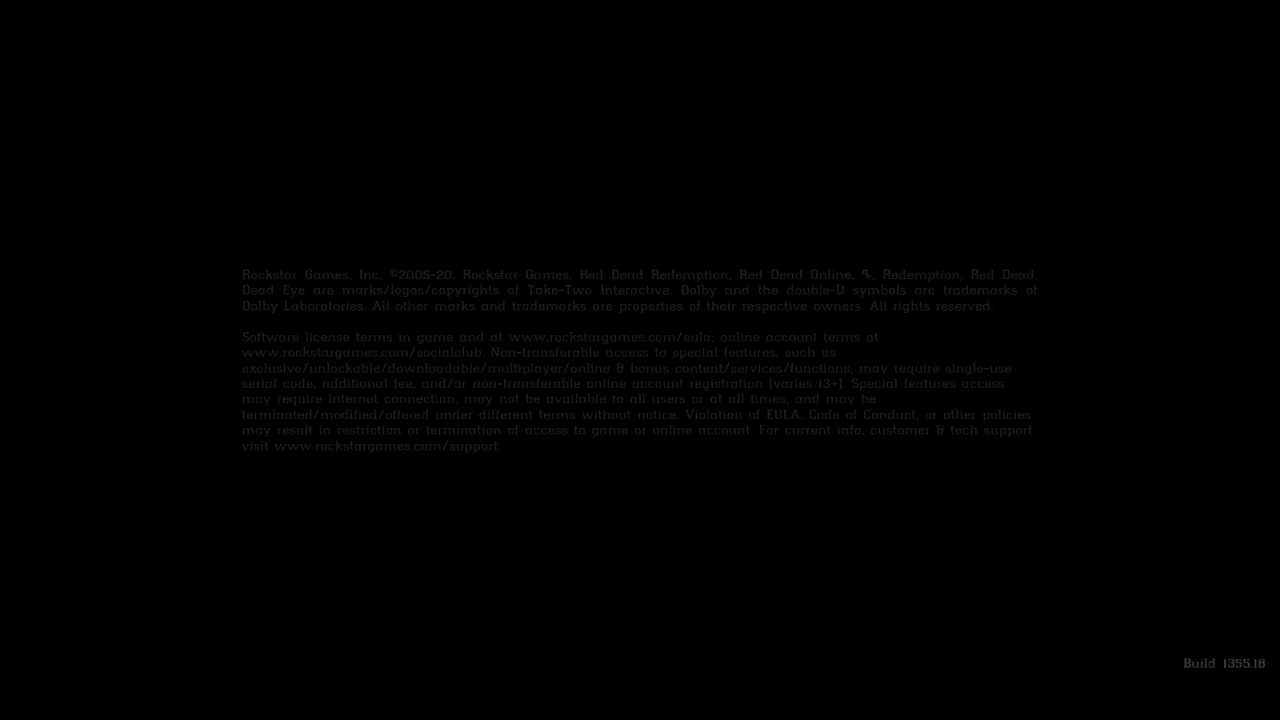 Rockstar Games, Inc. ©2005-20. Rockstar Games, Red Dead Redemption, Red Dead Online, R*, Redemption, Red Dead,
Dead Eye are marks/logos/copyrights of Take-Two Interactive. Dolby and the double-D symbols are trademarks of
Dolby Laboratories. All other marks and trademarks are properties of their respective owners. All rights reserved.
Software license terms in game and at www.rockstargames.com/eula; online account terms at
www.rockstargames.com/socialclub. Non-transferable access to special features, such as
exclusive/unlockable/downloadable/multiplayer/online & bonus content/services/functions, may require single-use
serial code, additional fee, and/or non-transferable online account registration (varies 13+). Special features access
may require internet connection, may not be available to all users or at all times, and may be
terminated/modified/offered under different terms without notice. Violation of EULA, Code of Conduct, or other policies
may result in restriction or termination of access to game or online account. For current info, customer & tech support
visit www.rockstargames.com/support.
Build 1355.18